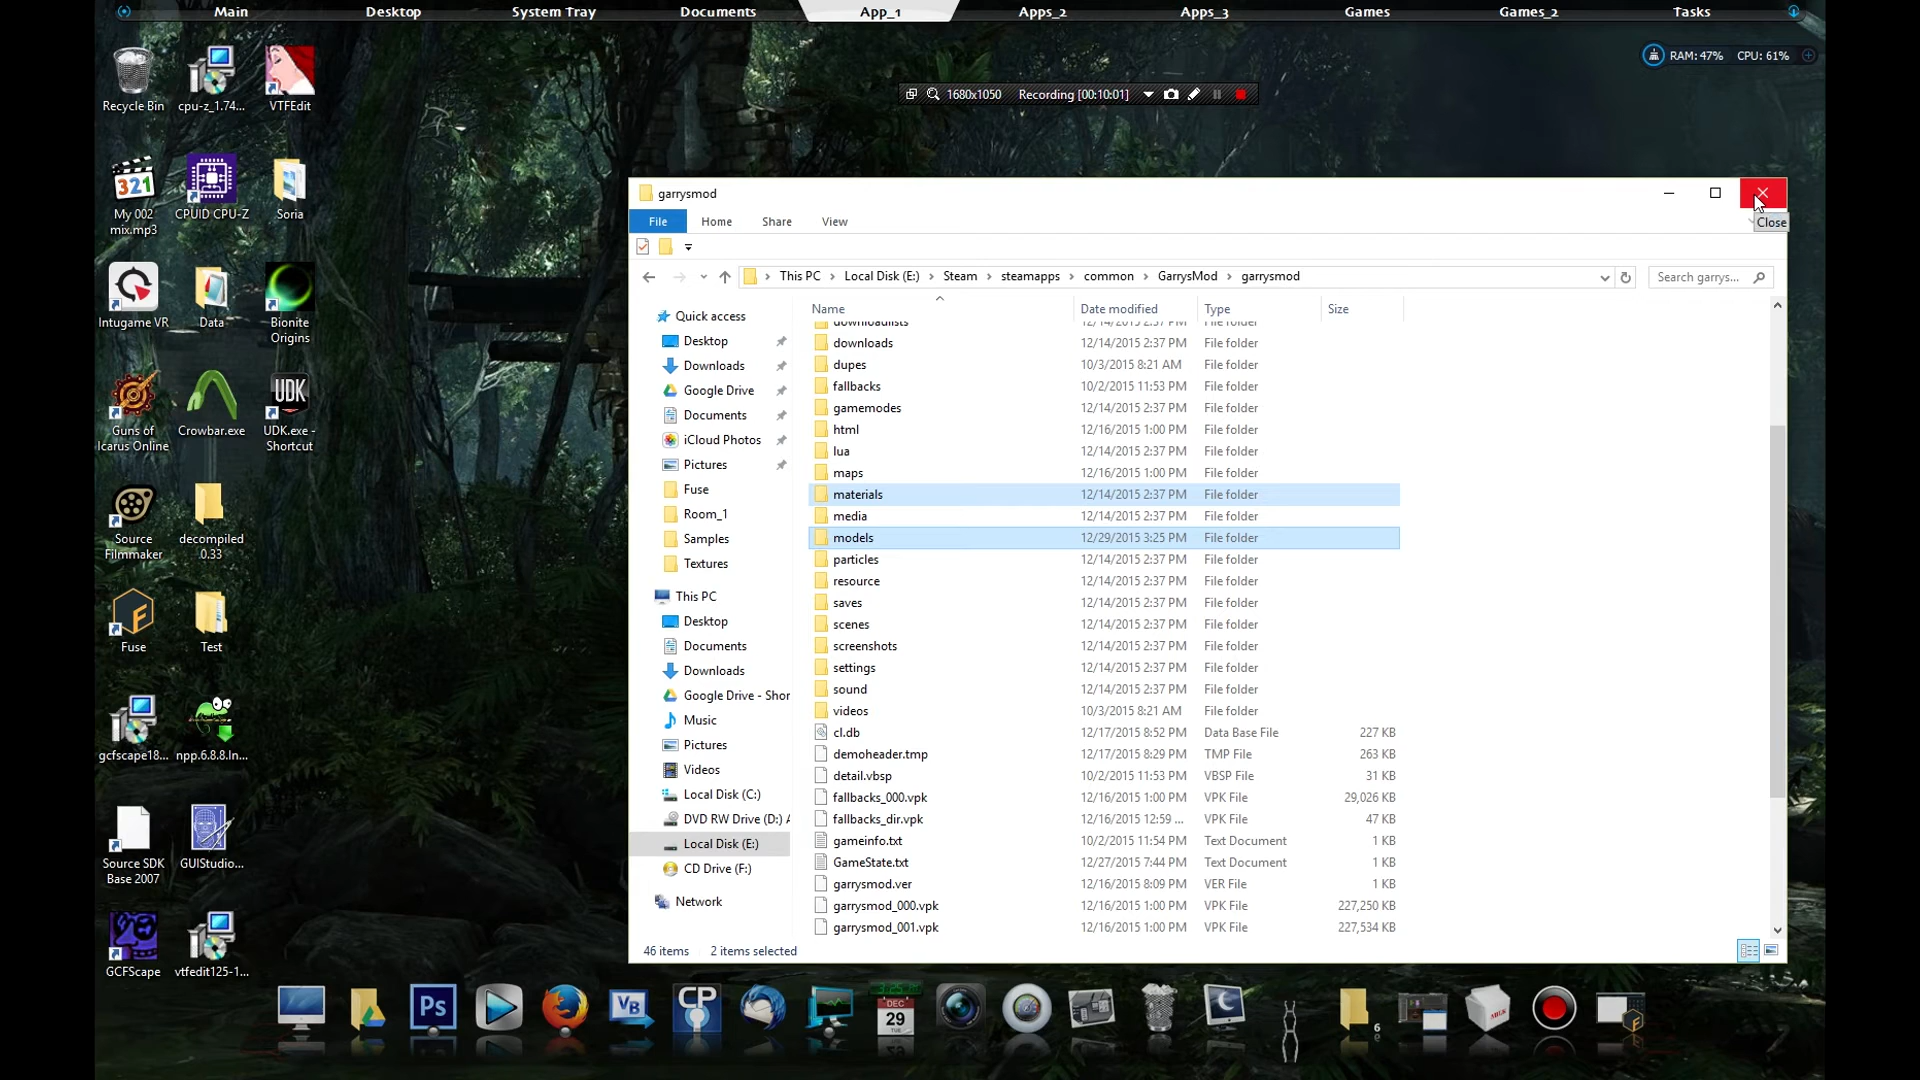 Main Desktop System Tray Documents App_1 Apps_2 Apps_3 Games Games_2 Tasks
RAM: 47% CPU: 61%
1680x1050 Recording [00:10:01]
Recycle Bin
cpu-z_1.74...
VTFEdit
My 002
mix.mp3
CPUID CPU-Z
Soria
Intugame VR
Data
Bionite
Origins
Guns of
Icarus Online
Crowbar.exe
UDK
UDK.exe -
Shortcut
Source
Filmmaker
decompiled
0.33
Fuse
Test
gcfscape18...
npp.6.8.8.In...
Source SDK
Base 2007
GUIStudio...
GCFScape
vtfedit125-1...
garrysmod
Close
File Home Share View
This PC Local Disk (E:) Steam steamapps common GarrysMod garrysmod
Search garrys...
Quick access
Desktop
Downloads
Google Drive
Documents
iCloud Photos
Pictures
Fuse
Room_1
Samples
Textures
This PC
Desktop
Documents
Downloads
Google Drive - Shor
Music
Pictures
Videos
Local Disk (C:)
DVD RW Drive (D:) A
Local Disk (E:)
CD Drive (F:)
Network
Name Date modified Type Size
downloadlists 12/14/2015 2:37 PM File folder
downloads 12/14/2015 2:37 PM File folder
dupes 10/3/2015 8:21 AM File folder
fallbacks 10/2/2015 11:53 PM File folder
gamemodes 12/14/2015 2:37 PM File folder
html 12/16/2015 1:00 PM File folder
lua 12/14/2015 2:37 PM File folder
maps 12/16/2015 1:00 PM File folder
materials 12/14/2015 2:37 PM File folder
media 12/14/2015 2:37 PM File folder
models 12/29/2015 3:25 PM File folder
particles 12/14/2015 2:37 PM File folder
resource 12/14/2015 2:37 PM File folder
saves 12/14/2015 2:37 PM File folder
scenes 12/14/2015 2:37 PM File folder
screenshots 12/14/2015 2:37 PM File folder
settings 12/14/2015 2:37 PM File folder
sound 12/14/2015 2:37 PM File folder
videos 10/3/2015 8:21 AM File folder
cl.db 12/17/2015 8:52 PM Data Base File 227 KB
demoheader.tmp 12/17/2015 8:29 PM TMP File 263 KB
detail.vbsp 10/2/2015 11:53 PM VBSP File 31 KB
fallbacks_000.vpk 12/16/2015 1:00 PM VPK File 29,026 KB
fallbacks_dir.vpk 12/16/2015 12:59 ... VPK File 47 KB
gameinfo.txt 10/2/2015 11:54 PM Text Document 1 KB
GameState.txt 12/27/2015 7:44 PM Text Document 1 KB
garrysmod.ver 12/16/2015 8:09 PM VER File 1 KB
garrysmod_000.vpk 12/16/2015 1:00 PM VPK File 227,250 KB
garrysmod_001.vpk 12/16/2015 1:00 PM VPK File 227,534 KB
46 items 2 items selected
Ps
VB
CP
DEC
29
6